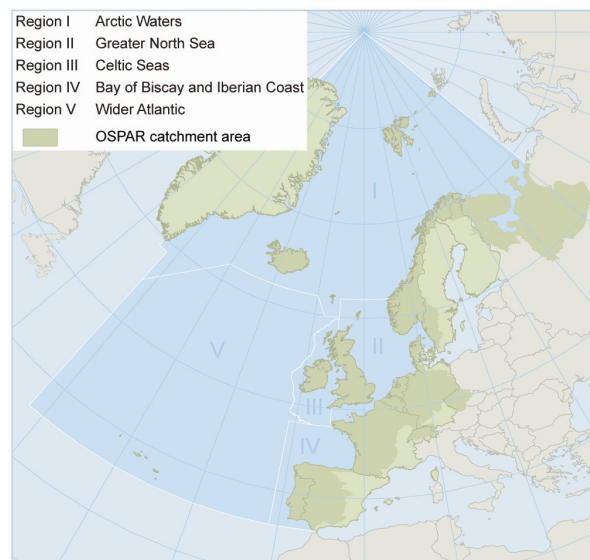 Region I Arctic Waters
Region II Greater North Sea
Region III Celtic Seas
Region IV Bay of Biscay and Iberian Coast
Region V Wider Atlantic
OSPAR catchment area
I
V
II
III
IV